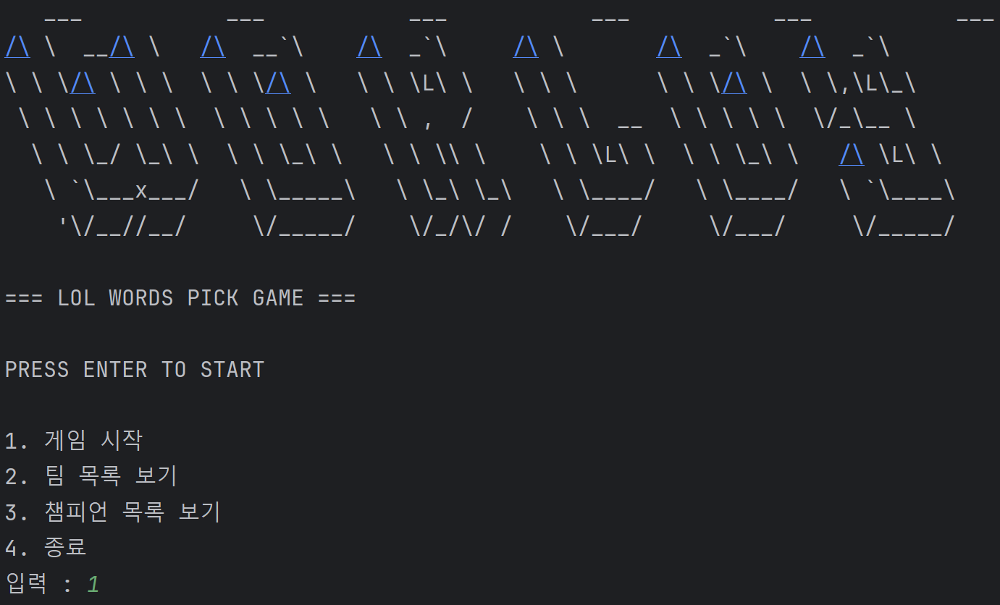 ___           ___           ___           ___           ___           ___
/\ \  __/\ \   /\  __`\    /\  _`\     /\ \       /\  _`\    /\  _`\
\ \ \/\ \ \ \  \ \ \/\ \   \ \ \L\ \   \ \ \      \ \ \/\ \  \ \,\L\_\
 \ \ \ \ \ \ \  \ \ \ \ \   \ \ ,  /    \ \ \  __  \ \ \ \ \  \/_\__ \
  \ \ \_/ \_\ \  \ \ \_\ \   \ \ \\ \    \ \ \L\ \  \ \ \_\ \   /\ \L\ \
   \ `\___x___/   \ \_____\   \ \_\ \_\   \ \____/   \ \____/   \ `\____\
    '\/__//__/     \/_____/    \/_/\/ /    \/___/     \/___/     \/_____/
=== LOL WORDS PICK GAME ===
PRESS ENTER TO START
1. 게임 시작
2. 팀 목록 보기
3. 챔피언 목록 보기
4. 종료
입력 : 1